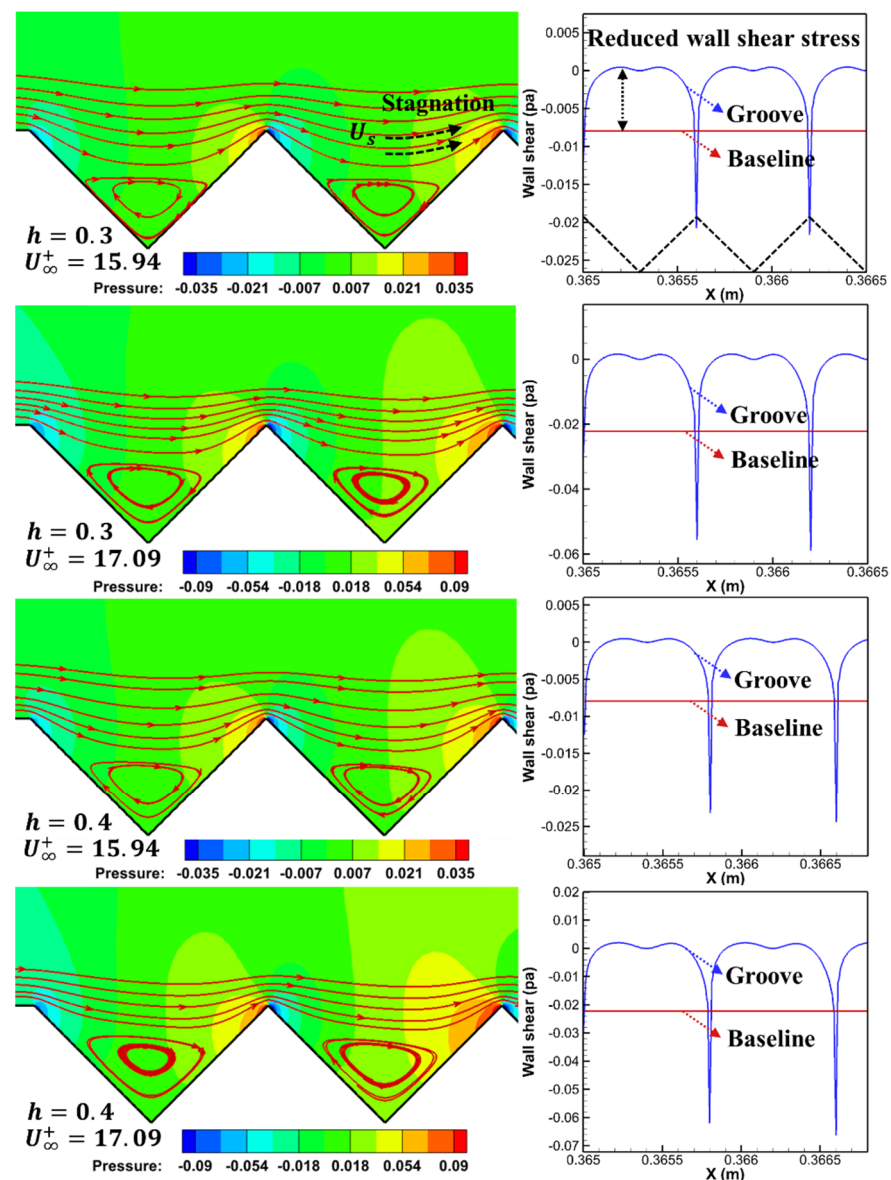 Stagnation
U_s
h = 0.3
U_∞^+ = 15.94
Pressure: -0.035 -0.021 -0.007 0.007 0.021 0.035
Reduced wall shear stress
Groove
Baseline
Wall shear (pa)
0.005
0
-0.005
-0.01
-0.015
-0.02
-0.025
0.365 0.3655 0.366 0.3665
X (m)
h = 0.3
U_∞^+ = 17.09
Pressure: -0.09 -0.054 -0.018 0.018 0.054 0.09
Groove
Baseline
Wall shear (pa)
0
-0.02
-0.04
-0.06
0.365 0.3655 0.366 0.3665
X (m)
h = 0.4
U_∞^+ = 15.94
Pressure: -0.035 -0.021 -0.007 0.007 0.021 0.035
Groove
Baseline
Wall shear (pa)
0.005
0
-0.005
-0.01
-0.015
-0.02
-0.025
0.365 0.3655 0.366 0.3665
X (m)
h = 0.4
U_∞^+ = 17.09
Pressure: -0.09 -0.054 -0.018 0.018 0.054 0.09
Groove
Baseline
Wall shear (pa)
0.02
0.01
0
-0.01
-0.02
-0.03
-0.04
-0.05
-0.06
-0.07
0.365 0.3655 0.366 0.3665
X (m)